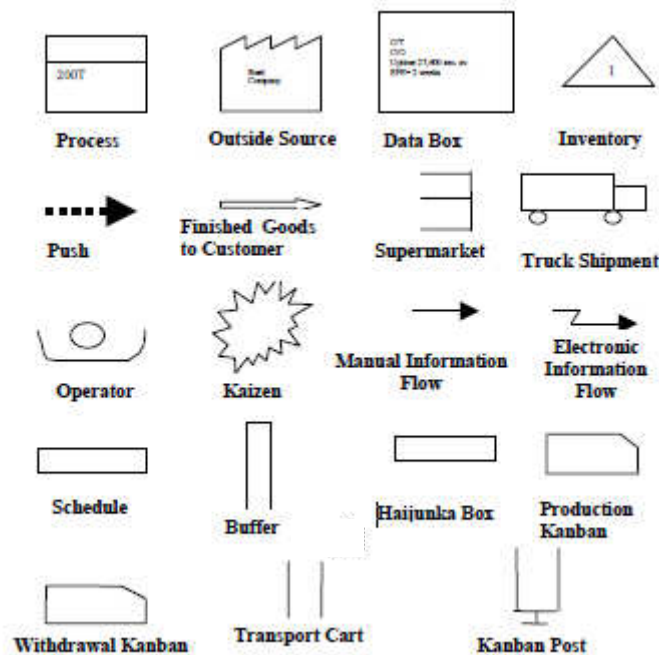 200T
Process
Outside Source
Company
Data Box
I
Inventory
Push
Finished Goods
to Customer
Supermarket
Truck Shipment
Operator
Kaizen
Manual Information
Flow
Electronic
Information
Flow
Schedule
Buffer
Haijunka Box
Production
Kanban
Withdrawal Kanban
Transport Cart
Kanban Post